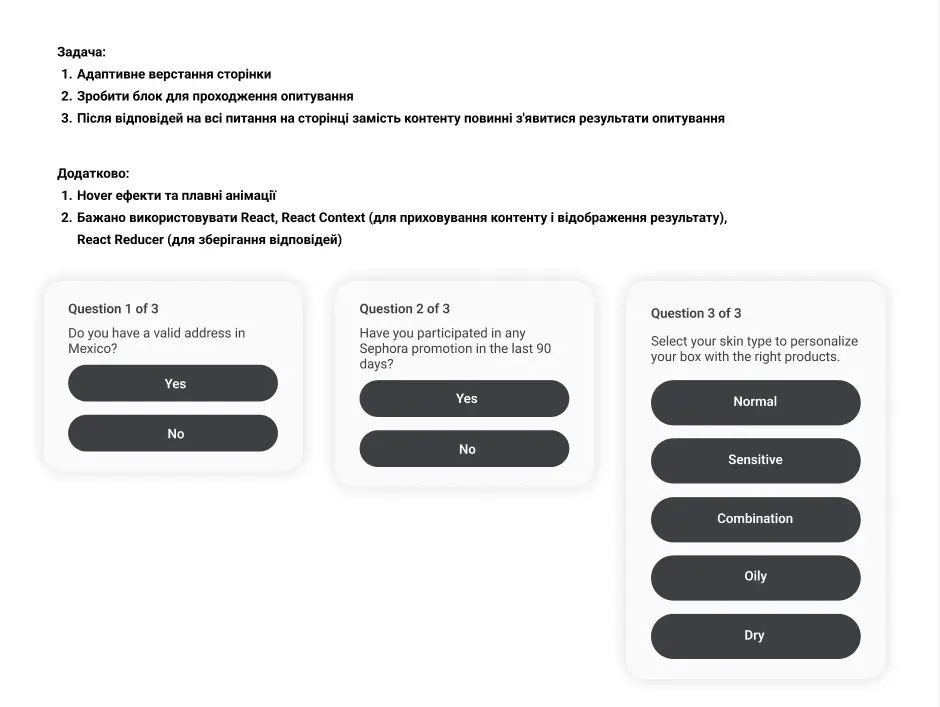 Задача:
1. Адаптивне верстання сторінки
2. Зробити блок для проходження опитування
3. Після відповідей на всі питання на сторінці замість контенту повинні з'явитися результати опитування
Додатково:
1. Hover ефекти та плавні анімації
2. Бажано використовувати React, React Context (для приховування контенту і відображення результату),
React Reducer (для зберігання відповідей)
Question 1 of 3
Do you have a valid address in
Mexico?
Yes
No
Question 2 of 3
Have you participated in any
Sephora promotion in the last 90
days?
Yes
No
Question 3 of 3
Select your skin type to personalize
your box with the right products.
Normal
Sensitive
Combination
Oily
Dry